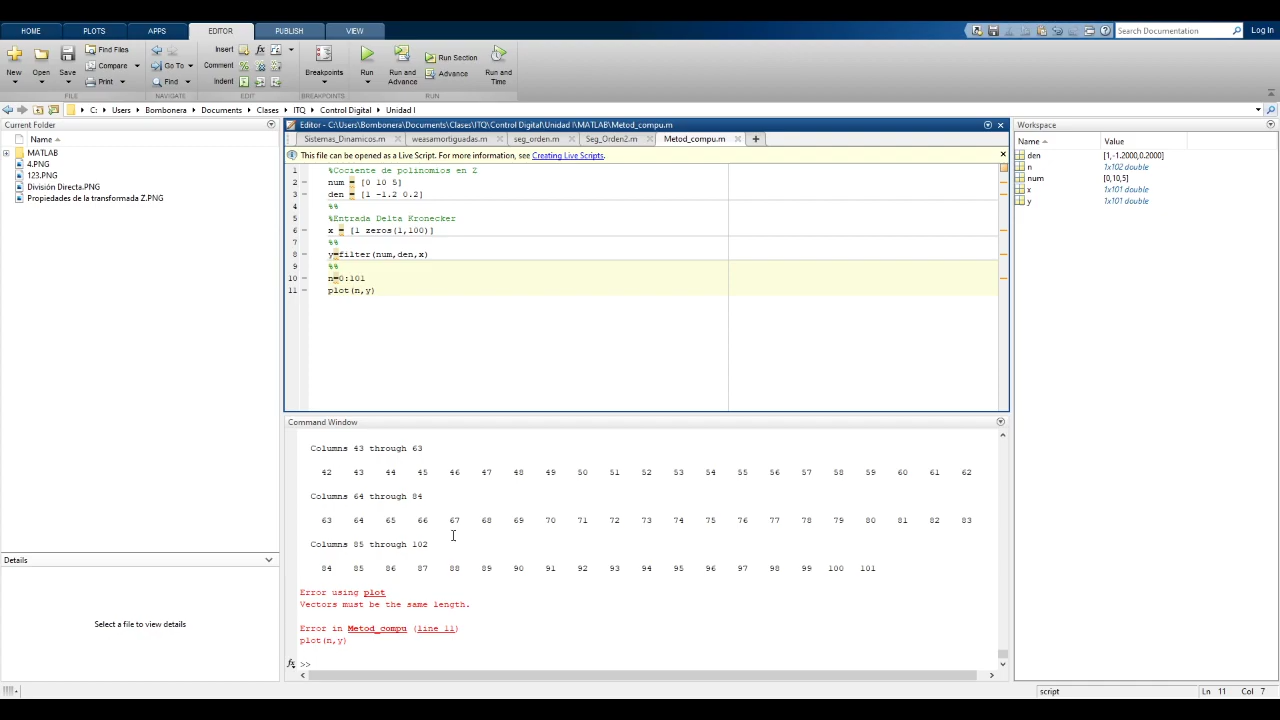 HOME PLOTS APPS EDITOR PUBLISH VIEW Search Documentation Log In
New Open Save Find Files Compare Print Go To Find Insert Comment Indent fx Breakpoints Run Run and Advance Run Section Advance Run and Time
FILE NAVIGATE EDIT BREAKPOINTS RUN
C: Users Bombonera Documents Clases ITQ Control Digital Unidad I
Current Folder
Name
MATLAB
4.PNG
123.PNG
División Directa.PNG
Propiedades de la transformada Z.PNG
Details
Select a file to view details
Editor - C:\Users\Bombonera\Documents\Clases\ITQ\Control Digital\Unidad I\MATLAB\Metod_compu.m
Sistemas_Dinamicos.m weasamortiguadas.m seg_orden.m Seg_Orden2.m Metod_compu.m
This file can be opened as a Live Script. For more information, see Creating Live Scripts.
1 %Cociente de polinomios en Z
2 num = [0 10 5]
3 den = [1 -1.2 0.2]
4 %%
5 %Entrada Delta Kronecker
6 x = [1 zeros(1,100)]
7 %%
8 y=filter(num,den,x)
9 %%
10 n=0:101
11 plot(n,y)
Command Window
Columns 43 through 63
42 43 44 45 46 47 48 49 50 51 52 53 54 55 56 57 58 59 60 61 62
Columns 64 through 84
63 64 65 66 67 68 69 70 71 72 73 74 75 76 77 78 79 80 81 82 83
Columns 85 through 102
84 85 86 87 88 89 90 91 92 93 94 95 96 97 98 99 100 101
Error using plot
Vectors must be the same length.
Error in Metod_compu (line 11)
plot(n,y)
fx >>
Workspace
Name Value
den [1,-1.2000,0.2000]
n 1x102 double
num [0,10,5]
x 1x101 double
y 1x101 double
script Ln 11 Col 7